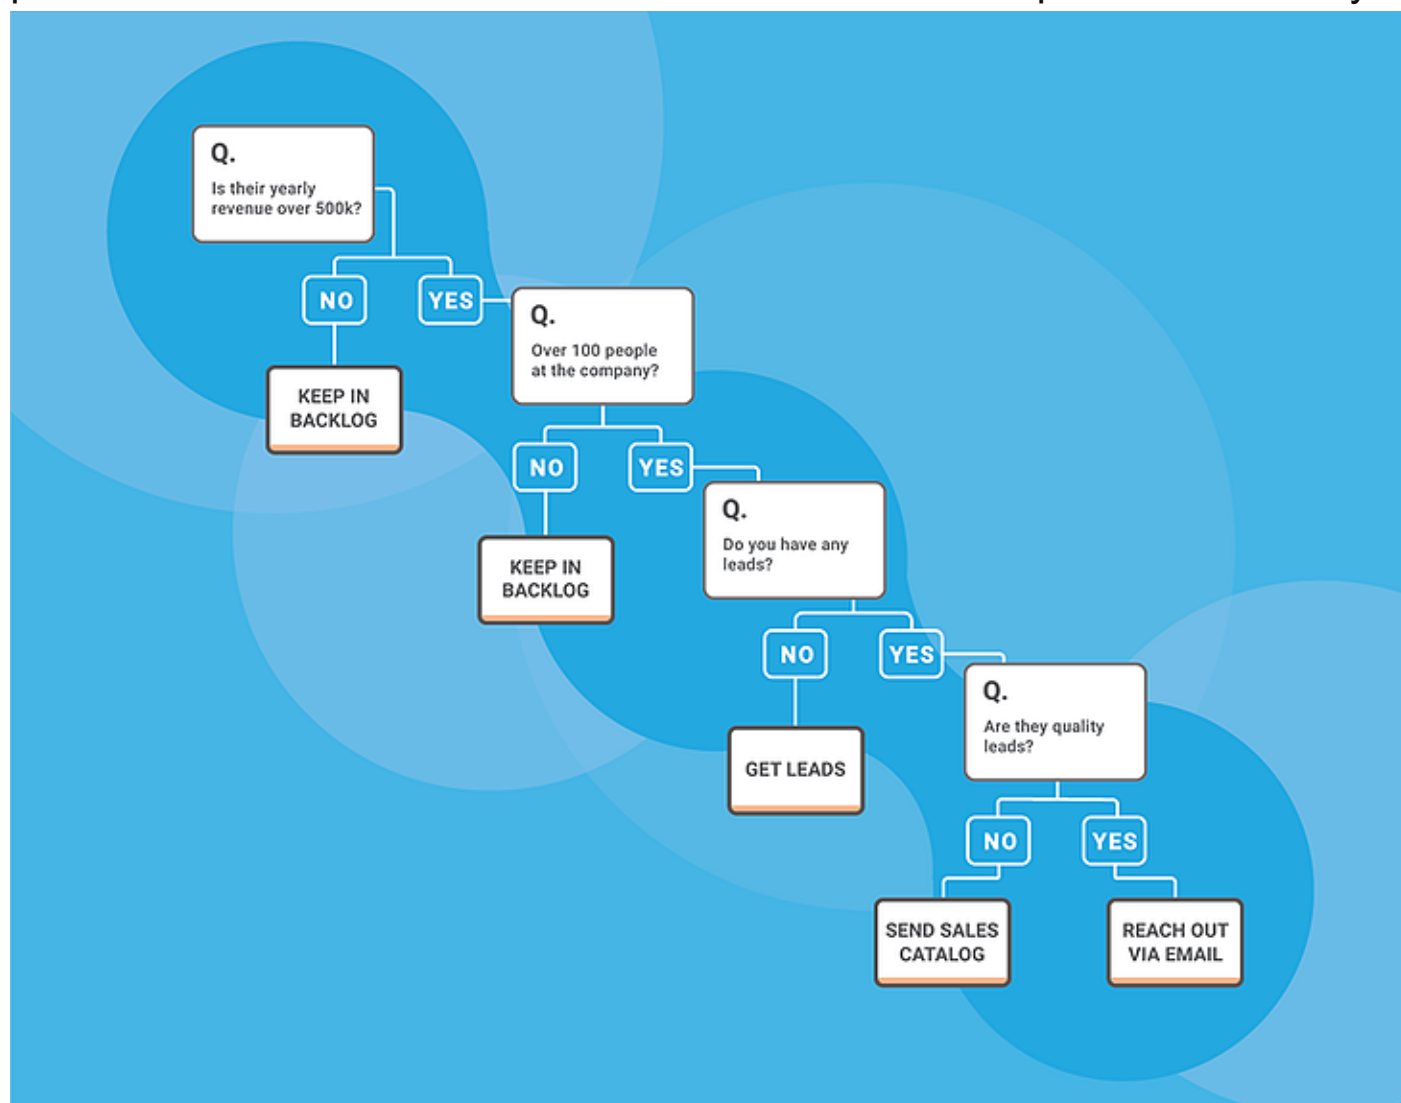 Q.
Is their yearly
revenue over 500k?
NO
YES
KEEP IN
BACKLOG
Q.
Over 100 people
at the company?
NO
YES
KEEP IN
BACKLOG
Q.
Do you have any
leads?
NO
YES
GET LEADS
Q.
Are they quality
leads?
NO
YES
SEND SALES
CATALOG
REACH OUT
VIA EMAIL